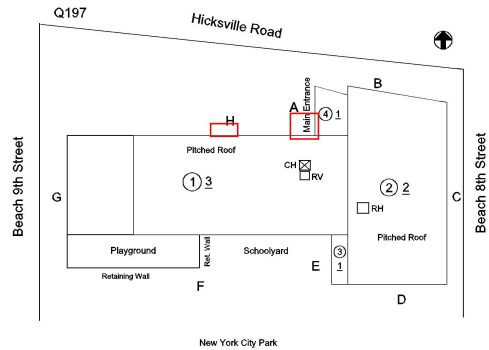 Q197
Hicksville Road
B
Main Entrance
A
4 1
H
Pitched Roof
CH
RV
1 3
2 2
RH
Pitched Roof
G
C
Beach 9th Street
Beach 9th Street
Playground
Ret. Wall
Schoolyard
3
1
E
Retaining Wall
F
D
New York City Park